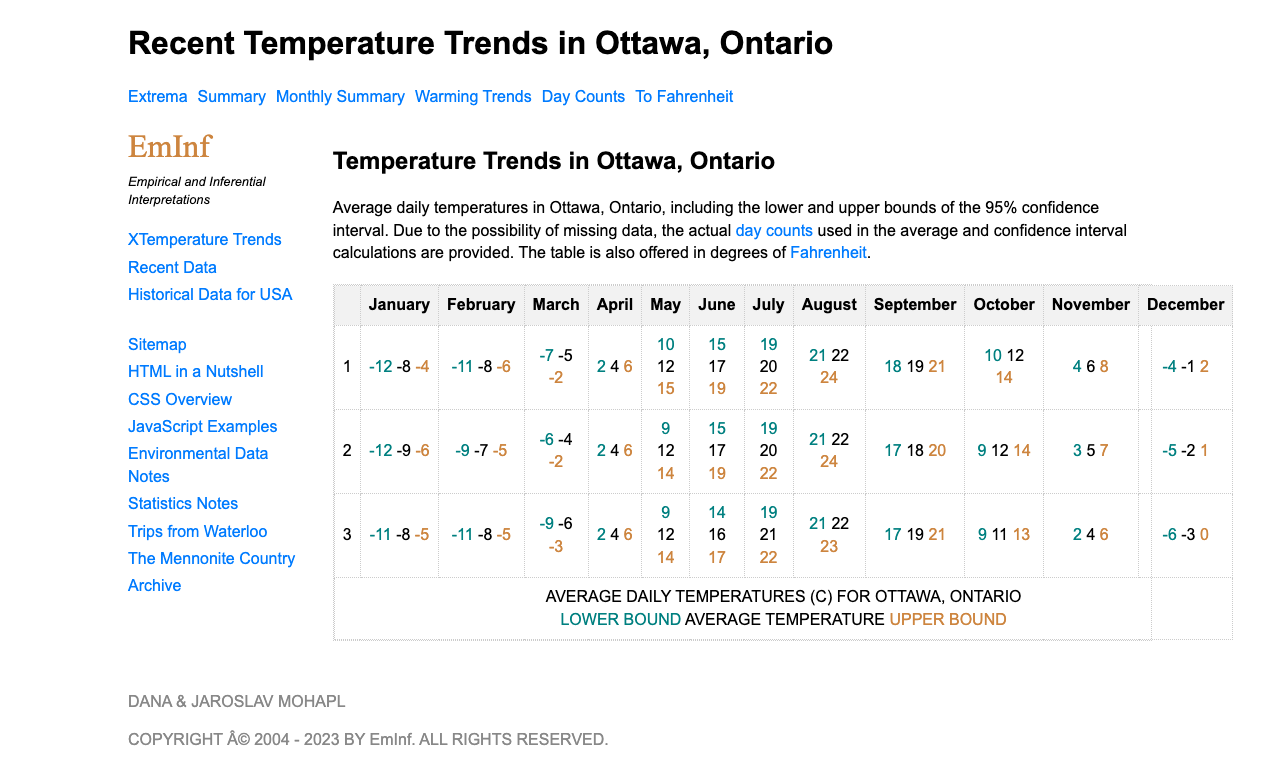 Recent Temperature Trends in Ottawa, Ontario
Extrema Summary Monthly Summary Warming Trends Day Counts To Fahrenheit
EmInf
Empirical and Inferential
Interpretations
XTemperature Trends
Recent Data
Historical Data for USA
Sitemap
HTML in a Nutshell
CSS Overview
JavaScript Examples
Environmental Data
Notes
Statistics Notes
Trips from Waterloo
The Mennonite Country
Archive
Temperature Trends in Ottawa, Ontario
Average daily temperatures in Ottawa, Ontario, including the lower and upper bounds of the 95% confidence
interval. Due to the possibility of missing data, the actual day counts used in the average and confidence interval
calculations are provided. The table is also offered in degrees of Fahrenheit.
January February March April May June July August September October November December
1 -12 -8 -4 -11 -8 -6 -7 -5 -2 2 4 6 10 12 15 15 17 19 19 20 22 21 22 24 18 19 21 10 12 14 4 6 8 -4 -1 2
2 -12 -9 -6 -9 -7 -5 -6 -4 -2 2 4 6 9 12 14 15 17 19 19 20 22 21 22 24 17 18 20 9 12 14 3 5 7 -5 -2 1
3 -11 -8 -5 -11 -8 -5 -9 -6 -3 2 4 6 9 12 14 14 16 17 19 21 22 21 22 23 17 19 21 9 11 13 2 4 6 -6 -3 0
AVERAGE DAILY TEMPERATURES (C) FOR OTTAWA, ONTARIO
LOWER BOUND AVERAGE TEMPERATURE UPPER BOUND
DANA & JAROSLAV MOHAPL
COPYRIGHT Â© 2004 - 2023 BY EmInf. ALL RIGHTS RESERVED.